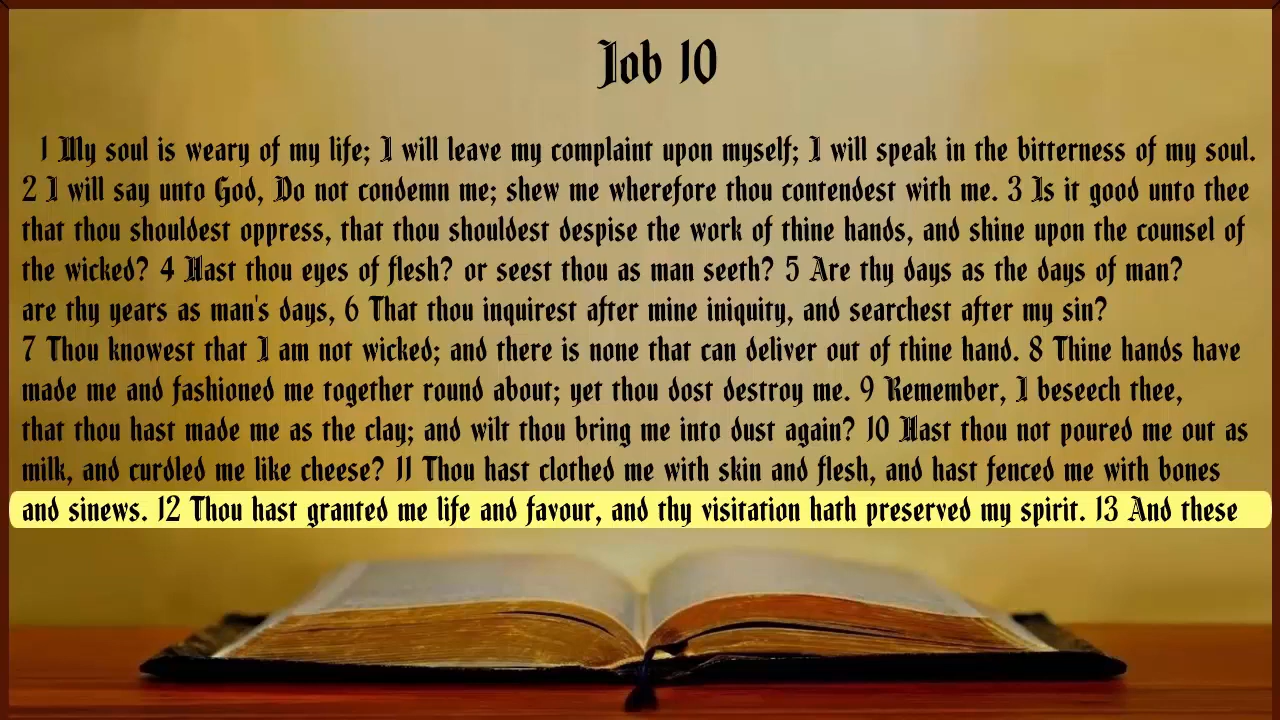 Job 10
1 My soul is weary of my life; I will leave my complaint upon myself; I will speak in the bitterness of my soul.
2 I will say unto God, Do not condemn me; shew me wherefore thou contendest with me. 3 Is it good unto thee
that thou shouldest oppress, that thou shouldest despise the work of thine hands, and shine upon the counsel of
the wicked? 4 Hast thou eyes of flesh? or seest thou as man seeth? 5 Are thy days as the days of man?
are thy years as man's days, 6 That thou inquirest after mine iniquity, and searchest after my sin?
7 Thou knowest that I am not wicked; and there is none that can deliver out of thine hand. 8 Thine hands have
made me and fashioned me together round about; yet thou dost destroy me. 9 Remember, I beseech thee,
that thou hast made me as the clay; and wilt thou bring me into dust again? 10 Hast thou not poured me out as
milk, and curdled me like cheese? 11 Thou hast clothed me with skin and flesh, and hast fenced me with bones
and sinews. 12 Thou hast granted me life and favour, and thy visitation hath preserved my spirit. 13 And these